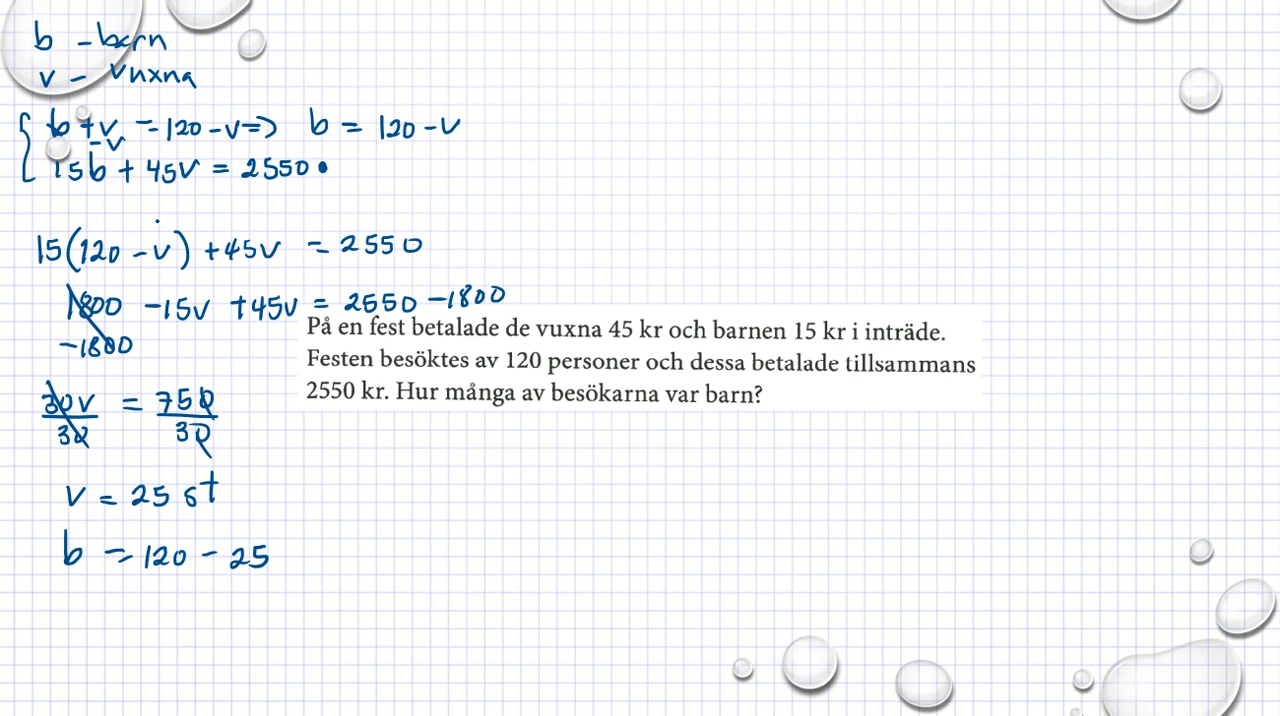 b - barn
v - vuxna
b + v = 120 - v => b = 120 - v
- v
15b + 45v = 2550
15(120 - v) + 45v = 2550
1800 - 15v + 45v = 2550 - 1800
- 1800
På en fest betalade de vuxna 45 kr och barnen 15 kr i inträde.
Festen besöktes av 120 personer och dessa betalade tillsammans
2550 kr. Hur många av besökarna var barn?
30v = 750
30 30
v = 25 st
b = 120 - 25